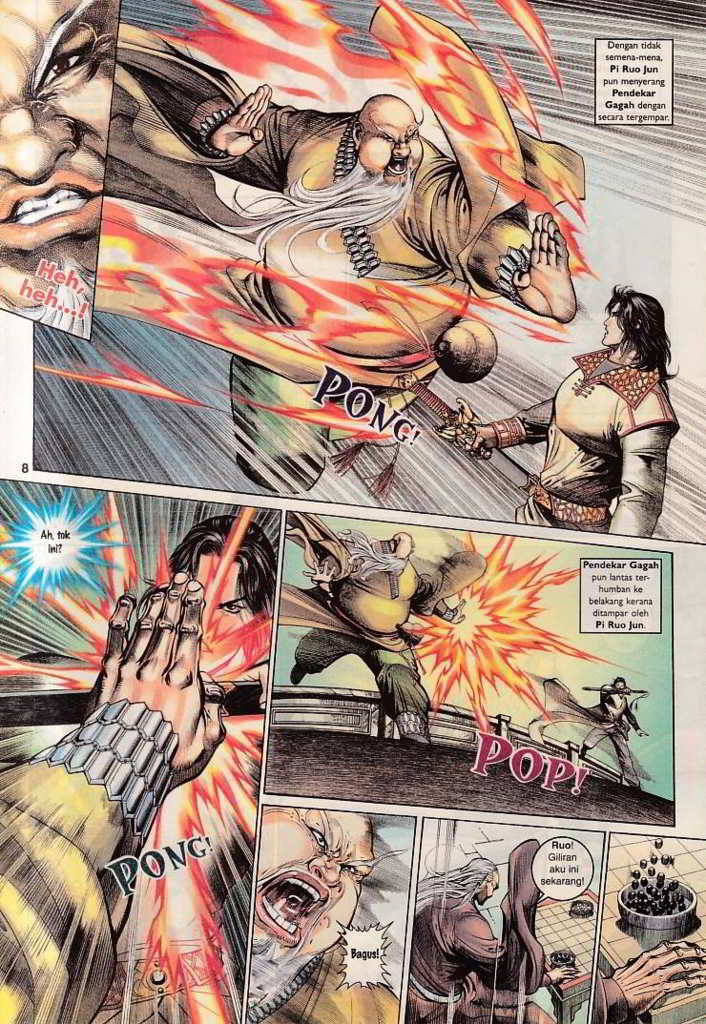 Dengan tidak
semena-mena,
Pi Ruo Jun
pun menyerang
Pendekar
Gagah dengan
secara tergempar.
Heh,
heh...!
PONG!
8
Ah, tok
ini?
Pendekar Gagah
pun lantas ter-
humban ke
belakang kerana
ditampar oleh
Pi Ruo Jun.
POP!
PONG!
Bagus!
Ruo!
Giliran
aku ini
sekarang!